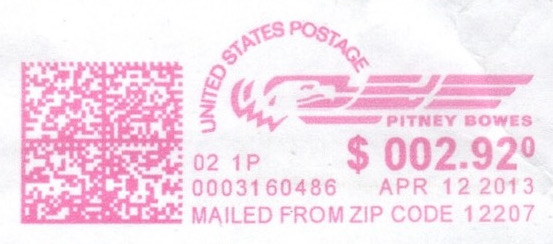 UNITED STATES POSTAGE
PITNEY BOWES
02 1P
$ 002.920
0003160486
APR 12 2013
MAILED FROM ZIP CODE 12207